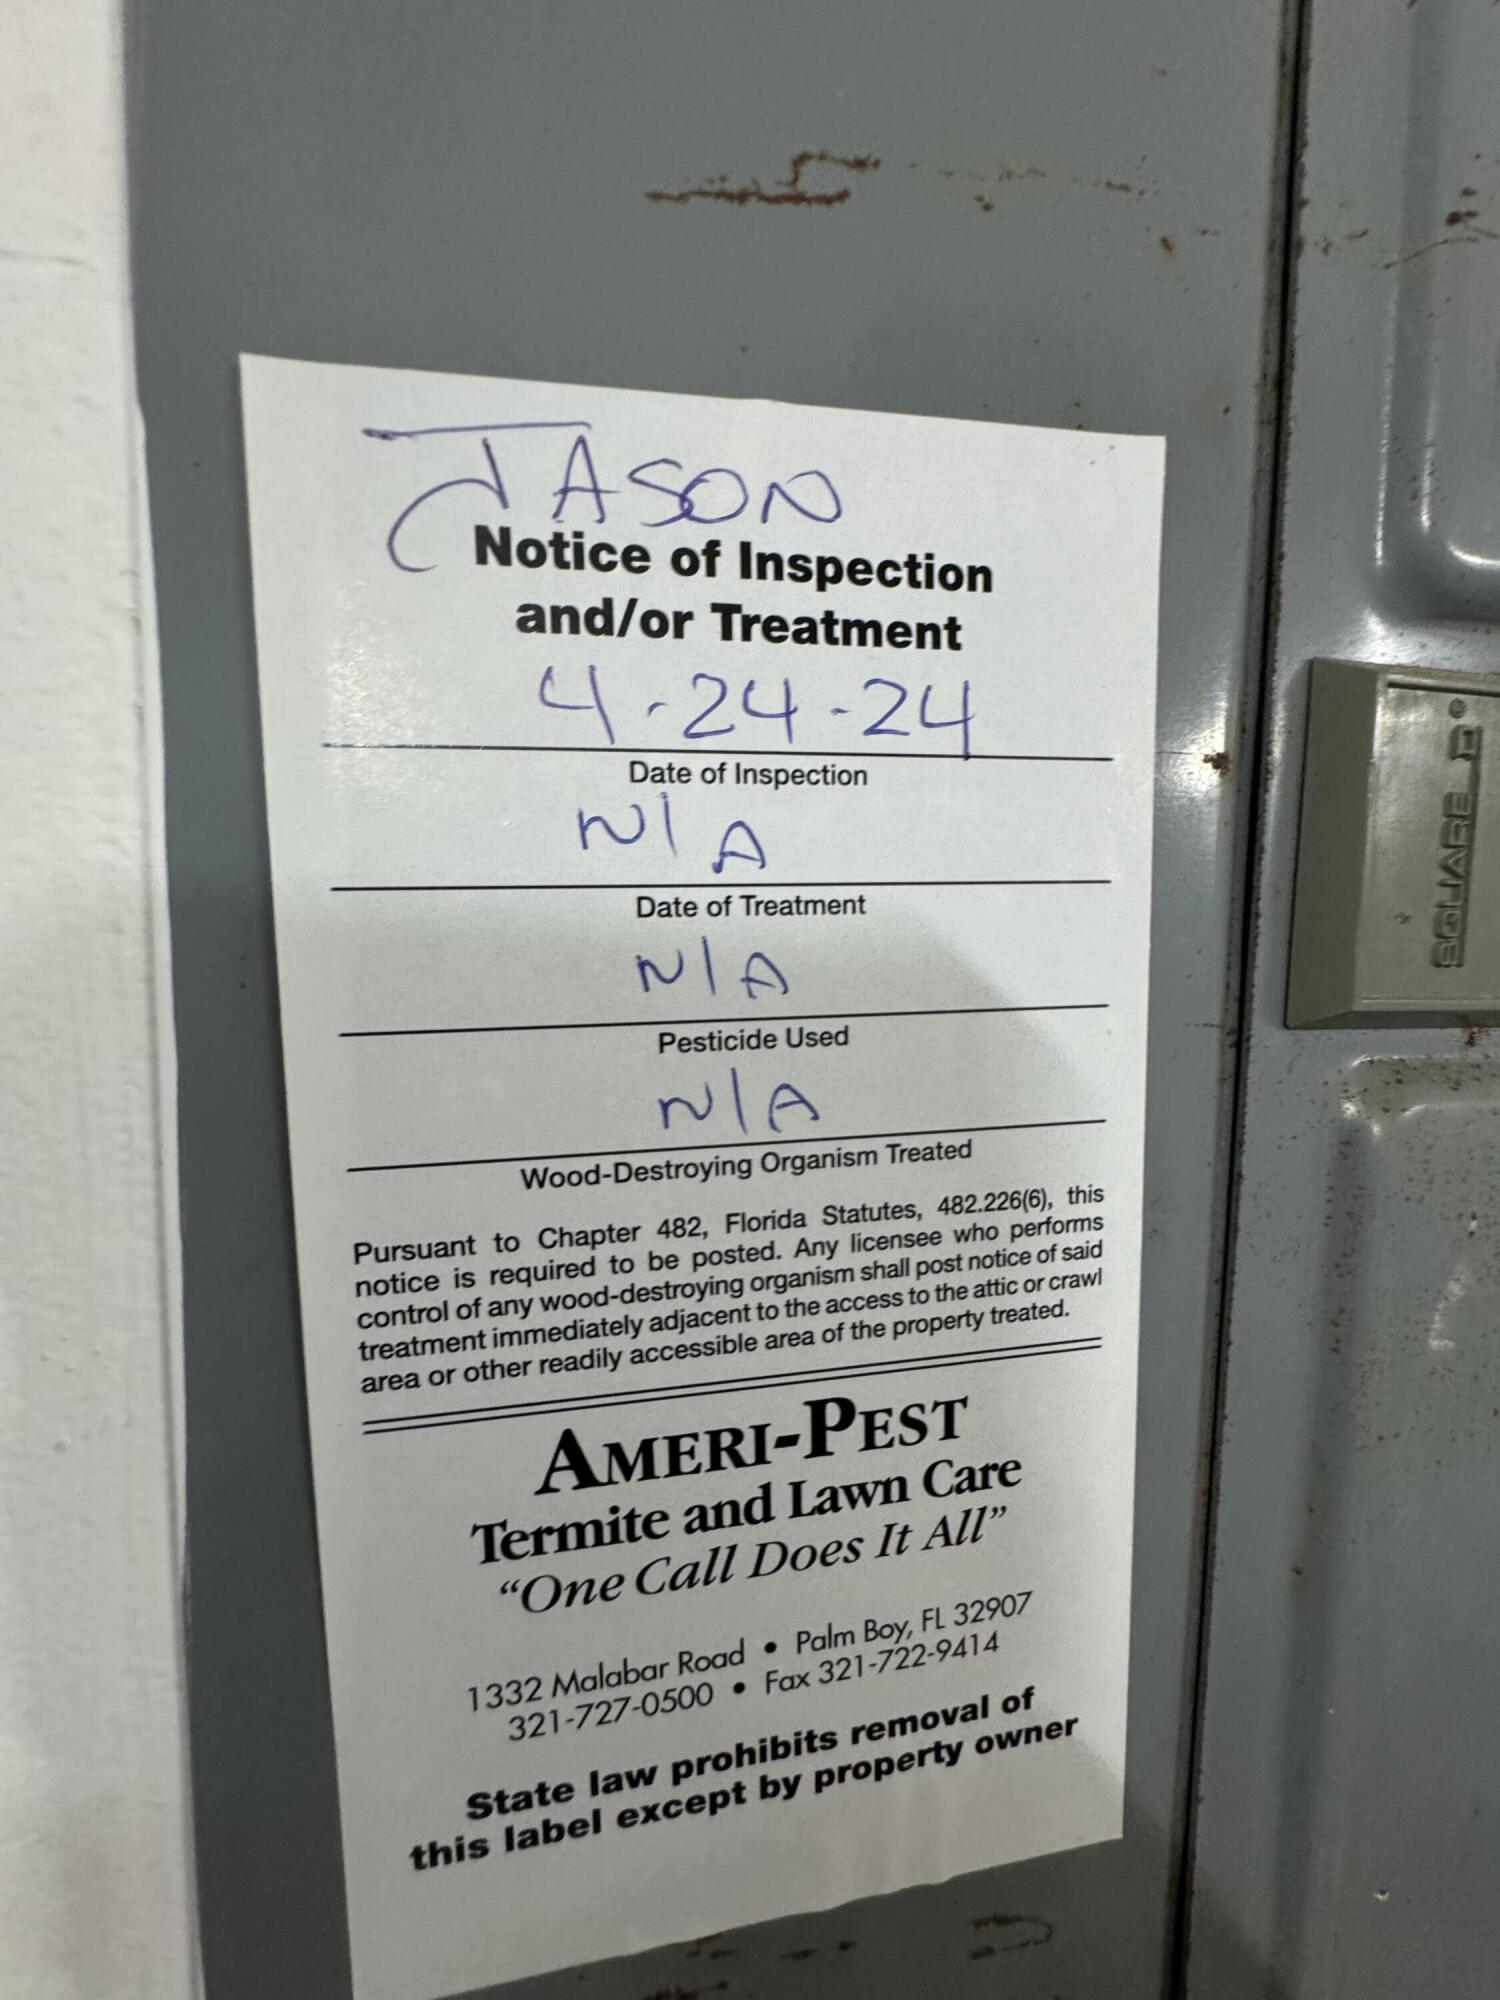 JASON
Notice of Inspection
and/or Treatment
4-24-24
Date of Inspection
N/A
Date of Treatment
N/A
Pesticide Used
N/A
Wood-Destroying Organism Treated
Pursuant to Chapter 482, Florida Statutes, 482.226(6), this
notice is required to be posted. Any licensee who performs
control of any wood-destroying organism shall post notice of said
treatment immediately adjacent to the access to the attic or crawl
area or other readily accessible area of the property treated.
AMERI-PEST
Termite and Lawn Care
“One Call Does It All”
1332 Malabar Road • Palm Boy, FL 32907
321-727-0500 • Fax 321-722-9414
State law prohibits removal of
this label except by property owner
SQUARE D®